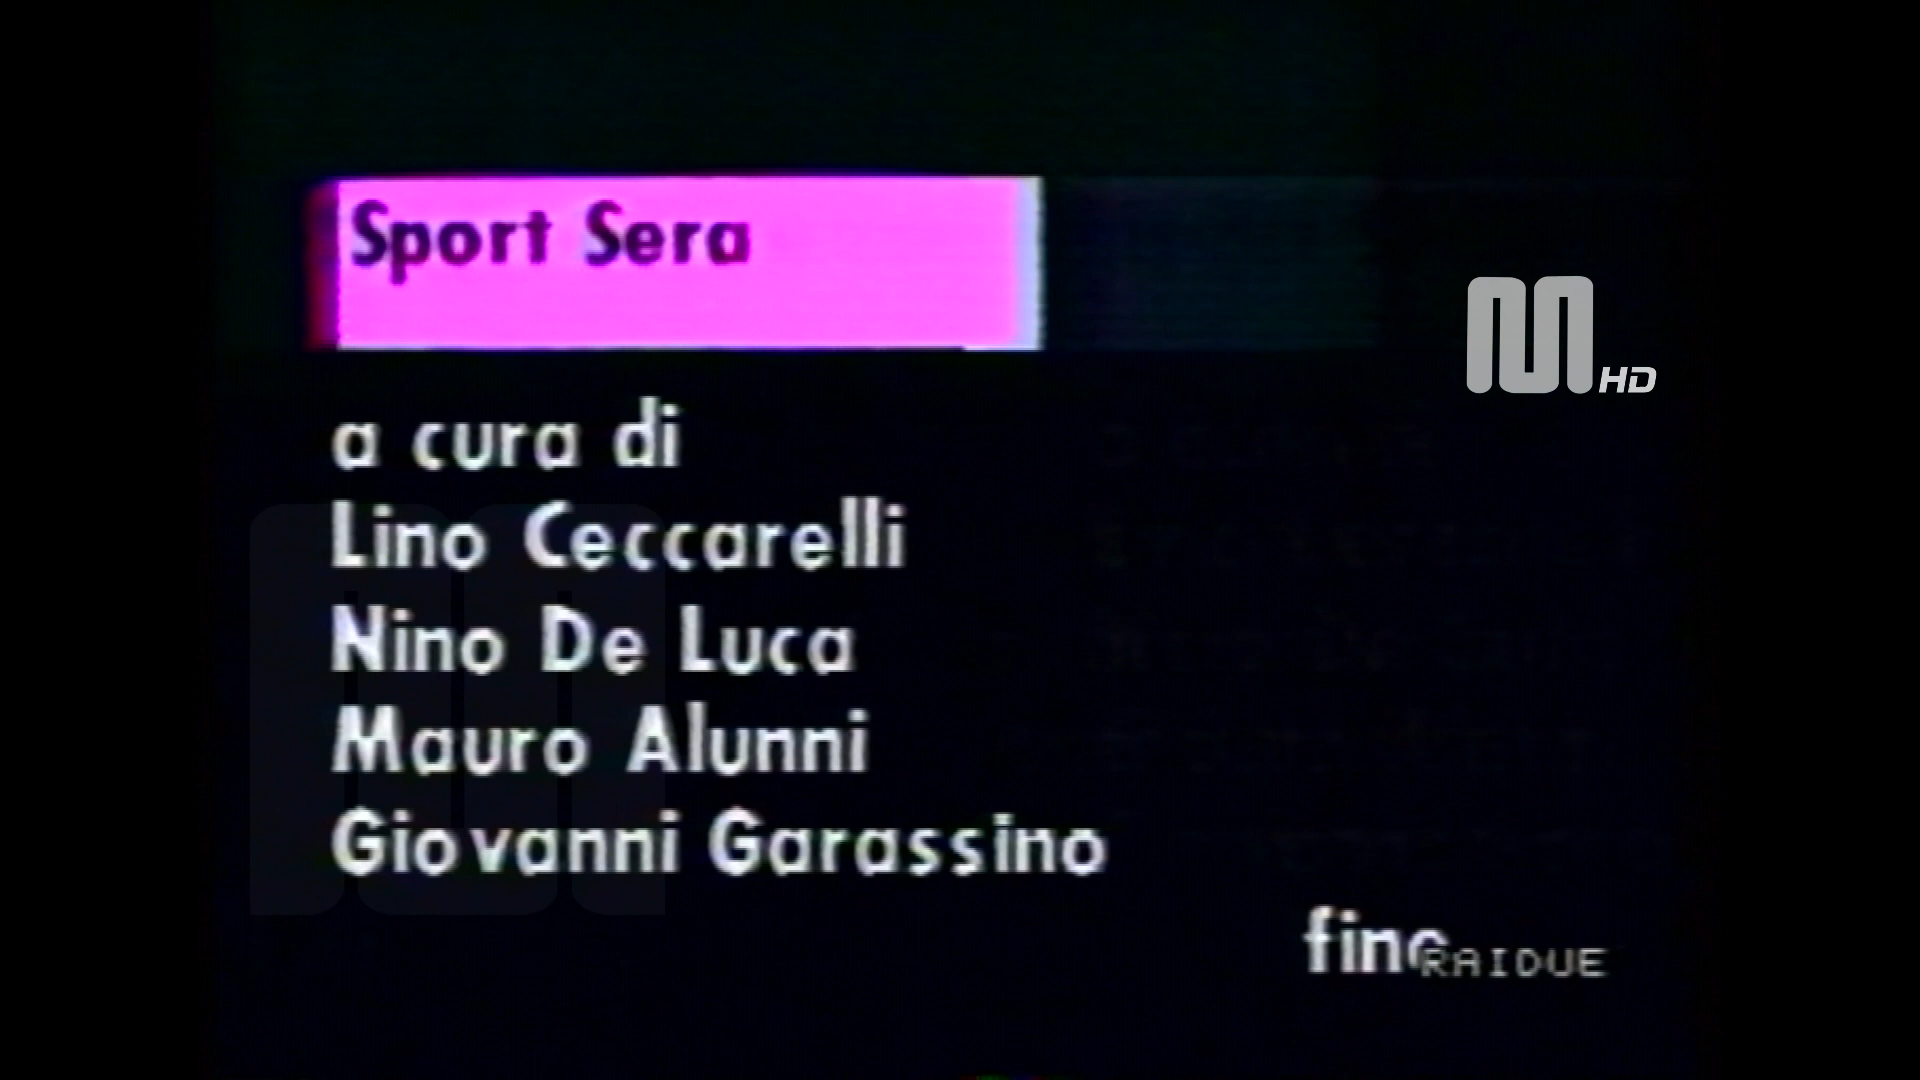 Sport Sera
M HD
a cura di
Lino Ceccarelli
Nino De Luca
Mauro Alunni
Giovanni Garassino
fine
RAIDUE